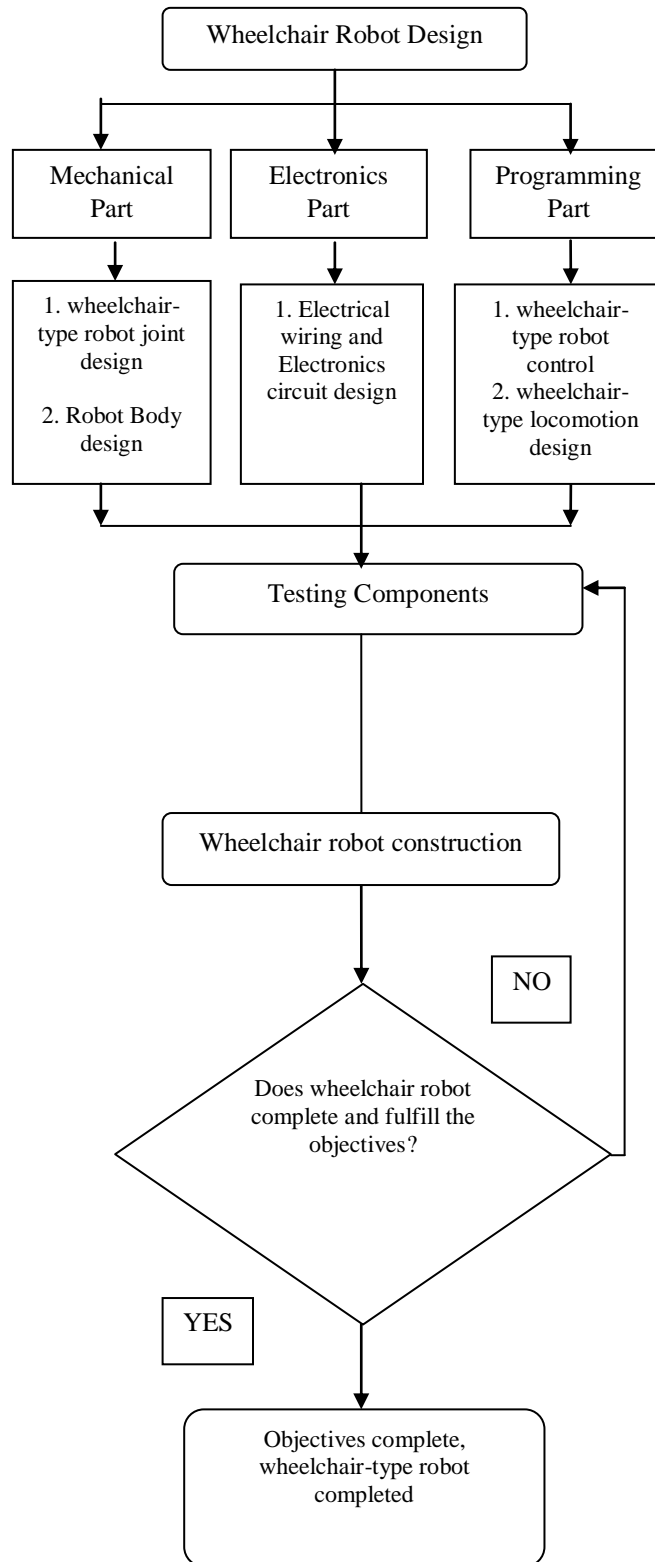 Wheelchair Robot Design
Mechanical
Part
Electronics
Part
Programming
Part
1. wheelchair-
type robot joint
design
2. Robot Body
design
1. Electrical
wiring and
Electronics
circuit design
1. wheelchair-
type robot
control
2. wheelchair-
type locomotion
design
Testing Components
Wheelchair robot construction
NO
Does wheelchair robot
complete and fulfill the
objectives?
YES
Objectives complete,
wheelchair-type robot
completed